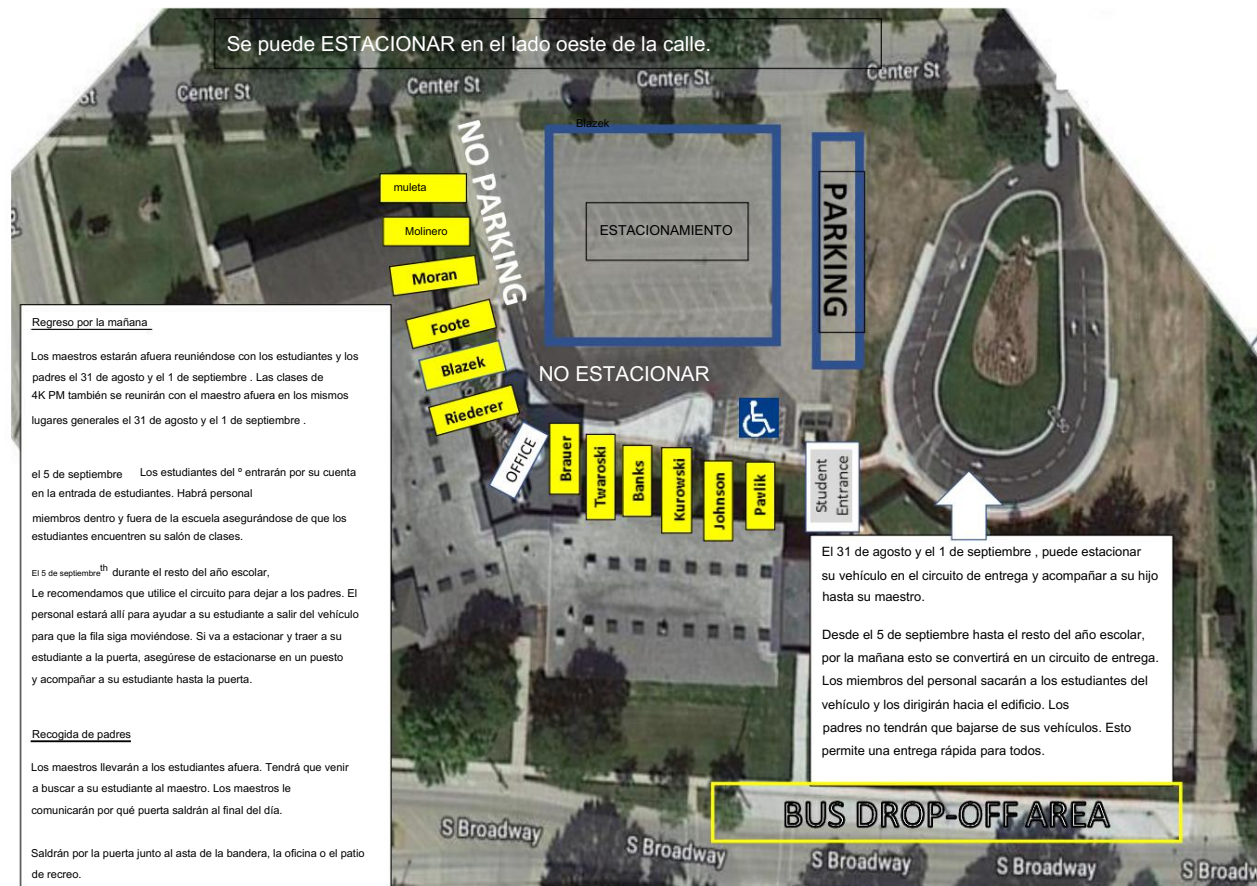 Se puede ESTACIONAR en el lado oeste de la calle.
St
Center St
Center St
Center St
Center St
Blazek
NO PARKING
PARKING
ESTACIONAMIENTO
NO ESTACIONAR
muleta
Molinero
Moran
Foote
Blazek
Riederer
OFFICE
Brauer
Twaroski
Banks
Kurowski
Johnson
Pavlik
Student
Entrance
Regreso por la mañana
Los maestros estarán afuera reuniéndose con los estudiantes y los
padres el 31 de agosto y el 1 de septiembre . Las clases de
4K PM también se reunirán con el maestro afuera en los mismos
lugares generales el 31 de agosto y el 1 de septiembre .
el 5 de septiembre Los estudiantes del º entrarán por su cuenta
en la entrada de estudiantes. Habrá personal
miembros dentro y fuera de la escuela asegurándose de que los
estudiantes encuentren su salón de clases.
El 5 de septiembre th durante el resto del año escolar,
Le recomendamos que utilice el circuito para dejar a los padres. El
personal estará allí para ayudar a su estudiante a salir del vehículo
para que la fila siga moviéndose. Si va a estacionar y traer a su
estudiante a la puerta, asegúrese de estacionarse en un puesto
y acompañar a su estudiante hasta la puerta.
Recogida de padres
Los maestros llevarán a los estudiantes afuera. Tendrá que venir
a buscar a su estudiante al maestro. Los maestros le
comunicarán por qué puerta saldrán al final del día.
Saldrán por la puerta junto al asta de la bandera, la oficina o el patio
de recreo.
El 31 de agosto y el 1 de septiembre , puede estacionar
su vehículo en el circuito de entrega y acompañar a su hijo
hasta su maestro.
Desde el 5 de septiembre hasta el resto del año escolar,
por la mañana esto se convertirá en un circuito de entrega.
Los miembros del personal sacarán a los estudiantes del
vehículo y los dirigirán hacia el edificio. Los
padres no tendrán que bajarse de sus vehículos. Esto
permite una entrega rápida para todos.
BUS DROP-OFF AREA
S Broadway
S Broadway
S Broadway
S Broadway
S Broadw